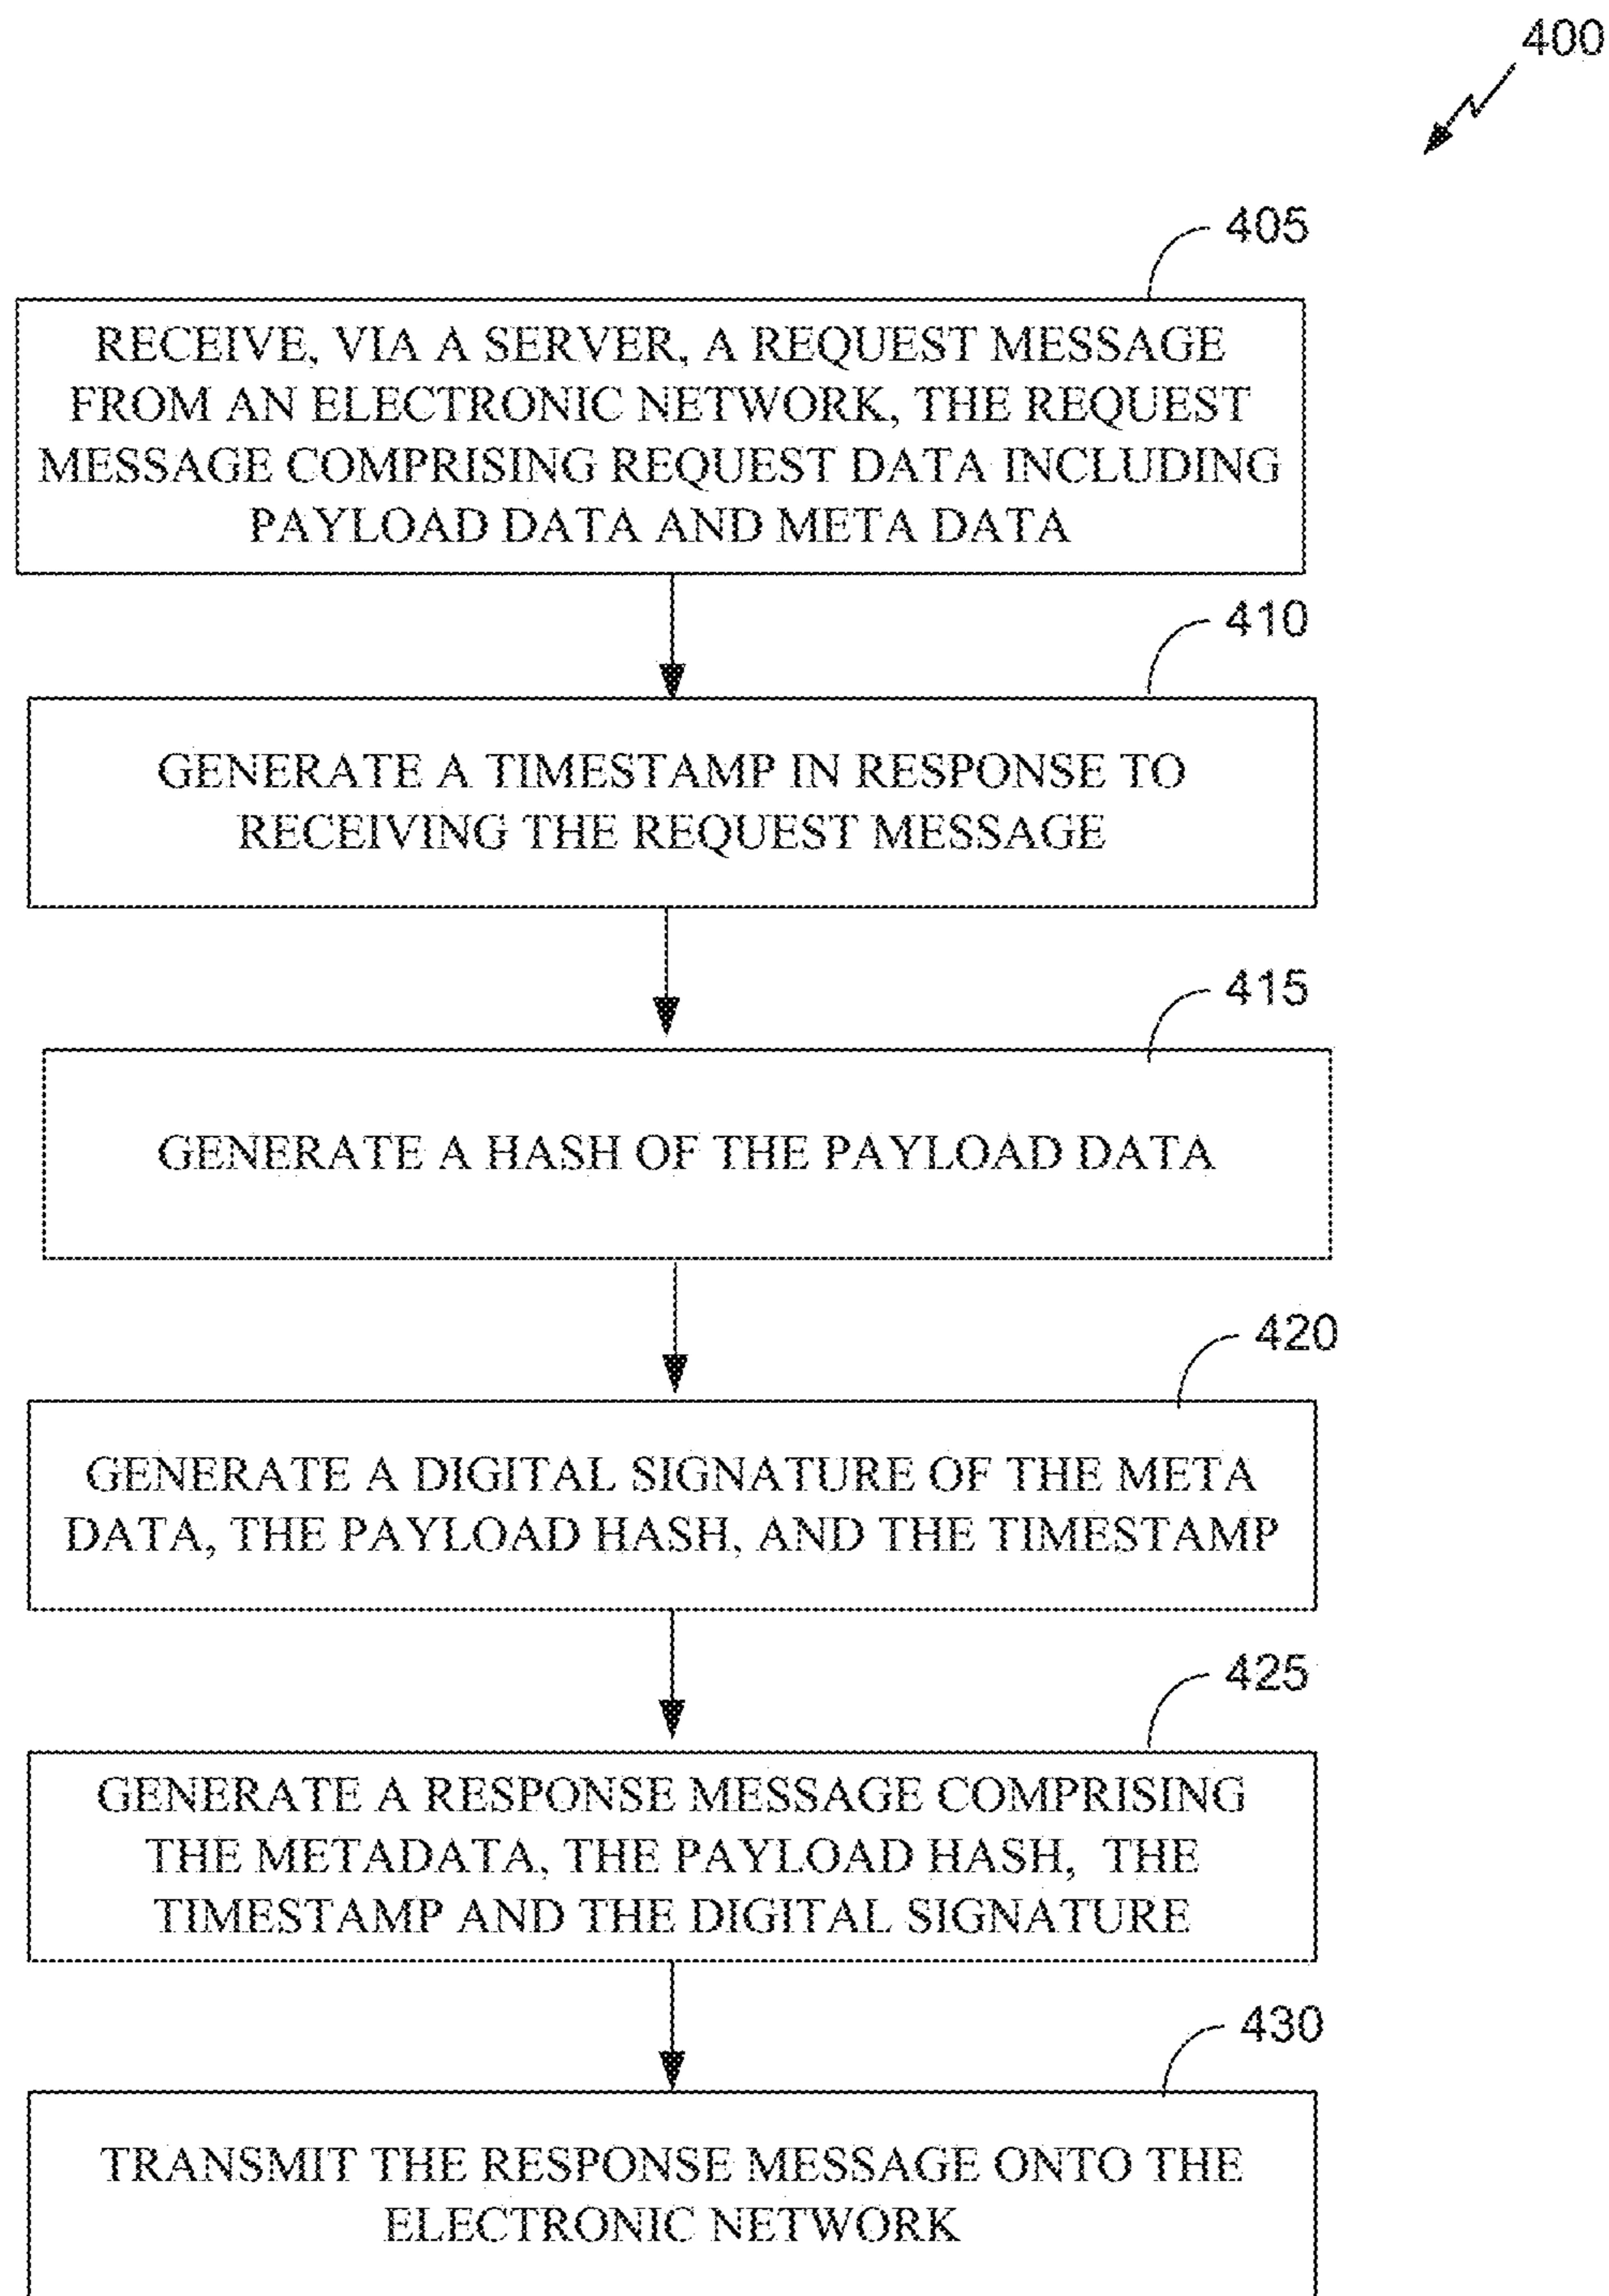 400
405
RECEIVE, VIA A SERVER, A REQUEST MESSAGE
FROM AN ELECTRONIC NETWORK, THE REQUEST
MESSAGE COMPRISING REQUEST DATA INCLUDING
PAYLOAD DATA AND META DATA
410
GENERATE A TIMESTAMP IN RESPONSE TO
RECEIVING THE REQUEST MESSAGE
415
GENERATE A HASH OF THE PAYLOAD DATA
420
GENERATE A DIGITAL SIGNATURE OF THE META
DATA, THE PAYLOAD HASH, AND THE TIMESTAMP
425
GENERATE A RESPONSE MESSAGE COMPRISING
THE METADATA, THE PAYLOAD HASH, THE
TIMESTAMP AND THE DIGITAL SIGNATURE
430
TRANSMIT THE RESPONSE MESSAGE ONTO THE
ELECTRONIC NETWORK